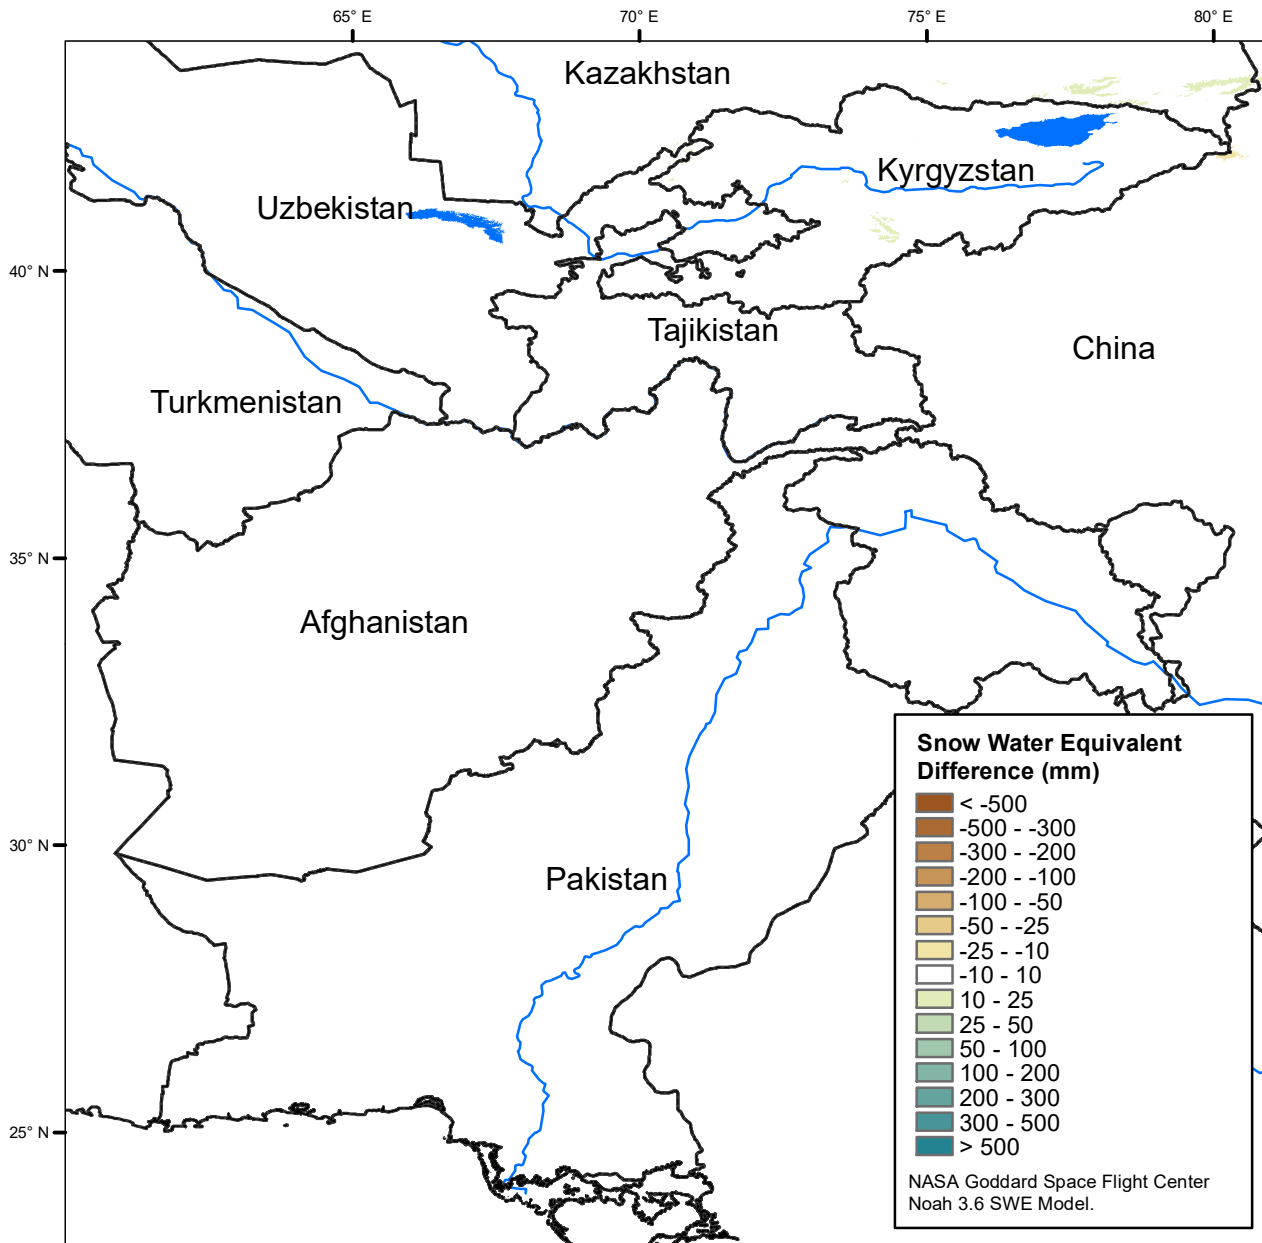 65° E
70° E
75° E
80° E
Kazakhstan
Kyrgyzstan
Uzbekistan
40° N
Tajikistan
China
Turkmenistan
35° N
Afghanistan
Snow Water Equivalent
Difference (mm)
< -500
-500 - -300
-300 - -200
-200 - -100
-100 - -50
-50 - -25
-25 - -10
-10 - 10
10 - 25
25 - 50
50 - 100
100 - 200
200 - 300
300 - 500
> 500
NASA Goddard Space Flight Center
Noah 3.6 SWE Model.
30° N
Pakistan
25° N